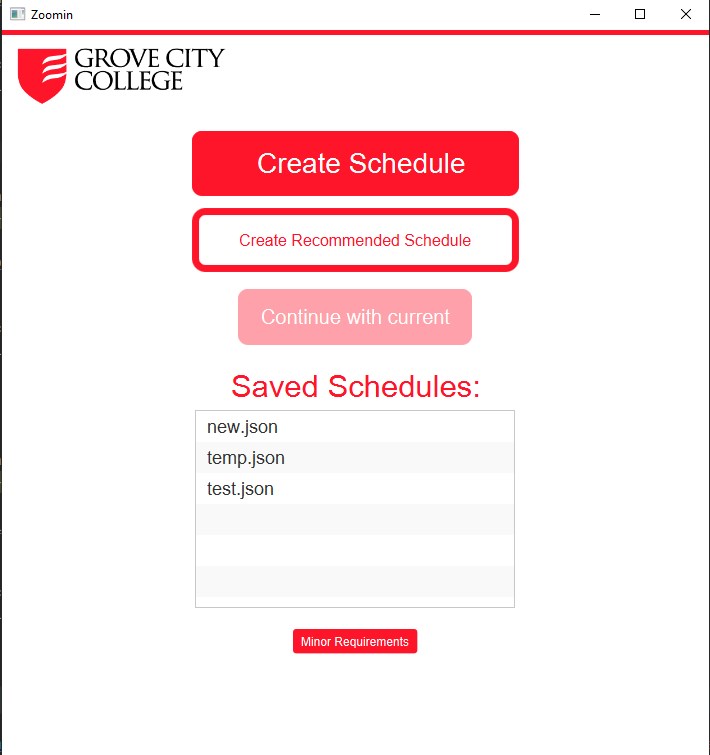 Zoomin
GROVE CITY
COLLEGE
Create Schedule
Create Recommended Schedule
Continue with current
Saved Schedules:
new.json
temp.json
test.json
Minor Requirements